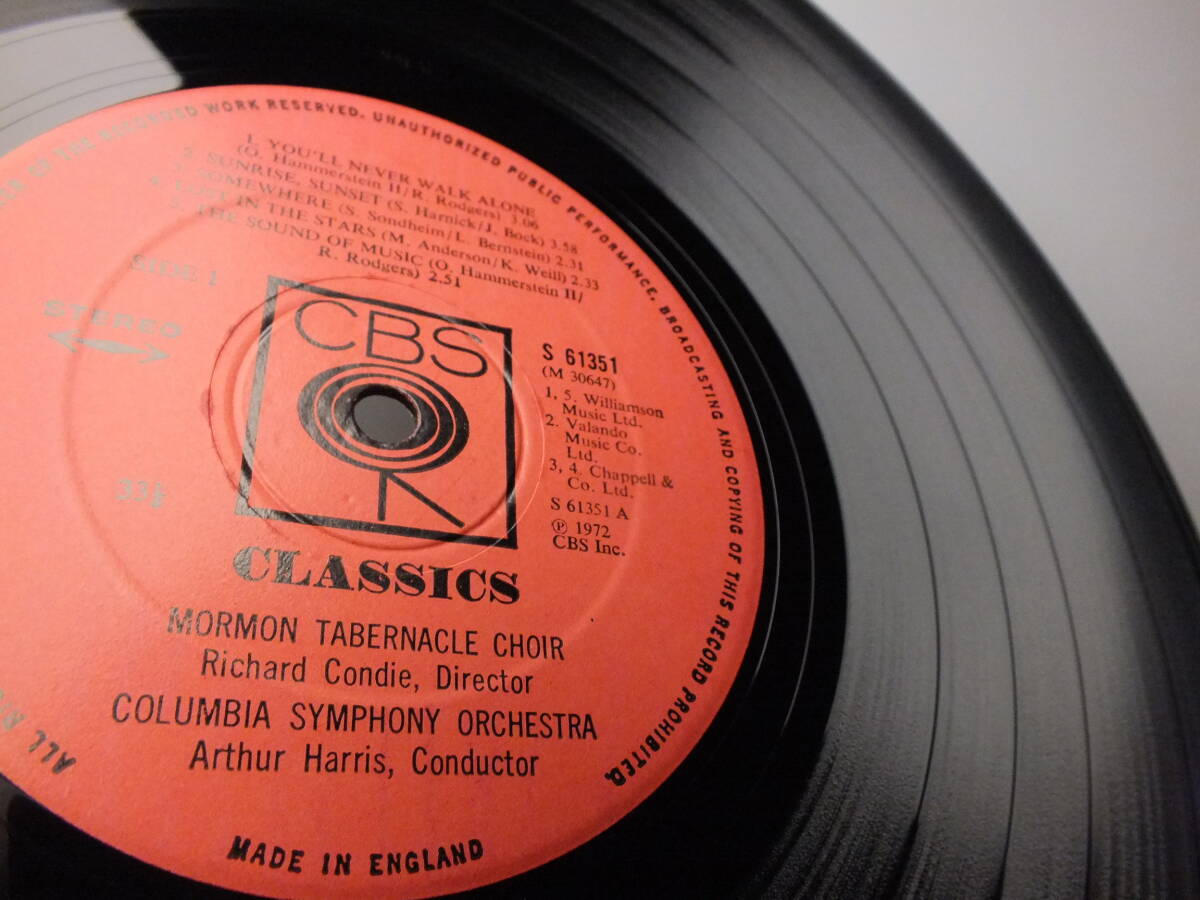 OF THE RECORDED WORK RESERVED. UNAUTHORIZED PUBLIC PERFORMANCE, BROADCASTING AND COPYING OF THIS RECORD PROHIBITED.
1. YOU'LL NEVER WALK ALONE
(O. Hammerstein II/R. Rodgers) 3.06
2. SUNRISE, SUNSET (S. Harnick/J. Bock) 3.58
3. SOMEWHERE (S. Sondheim/L. Bernstein) 2.31
4. LOST IN THE STARS (M. Anderson/K. Weill) 2.33
5. THE SOUND OF MUSIC (O. Hammerstein II/
R. Rodgers) 2.51
SIDE 1
STEREO
33⅓
CBS
CLASSICS
S 61351
(M 30647)
1, 5. Williamson
Music Ltd.
2. Valando
Music Co.
Ltd.
3, 4. Chappell &
Co. Ltd.
S 61351 A
Ⓟ 1972
CBS Inc.
MORMON TABERNACLE CHOIR
Richard Condie, Director
COLUMBIA SYMPHONY ORCHESTRA
Arthur Harris, Conductor
MADE IN ENGLAND
ALL